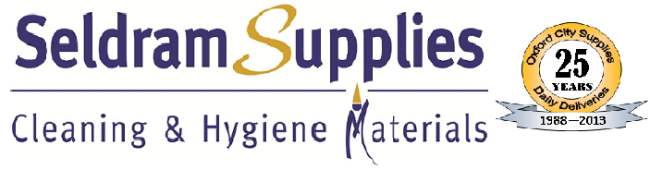 Seldram Supplies
Cleaning & Hygiene Materials
Oxford City Supplies
25
YEARS
Daily Deliveries
1988—2013